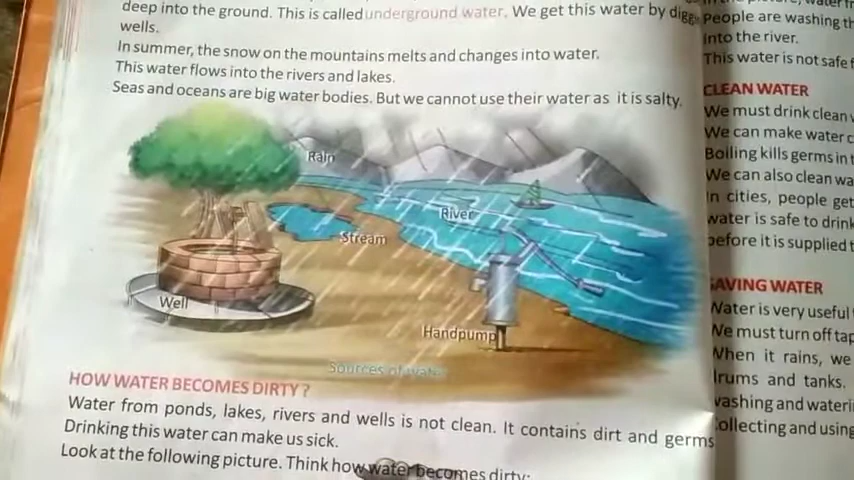 deep into the ground. This is called underground water. We get this water by
wells.
In summer, the snow on the mountains melts and changes into water.
This water flows into the rivers and lakes.
Seas and oceans are big water bodies. But we cannot use their water as it is salty.
Rain
River
Stream
Well
Handpump
Sources of water
HOW WATER BECOMES DIRTY ?
Water from ponds, lakes, rivers and wells is not clean. It contains dirt and germs
Drinking this water can make us sick.
Look at the following picture. Think how water becomes dirty:
People are washing
into the river.
This water is not safe
CLEAN WATER
We must drink clean
We can make water
Boiling kills germs in
We can also clean
In cities, people get
water is safe to drink
before it is supplied
SAVING WATER
Water is very useful
We must turn off
When it rains, we
drums and tanks.
washing and
Collecting and using